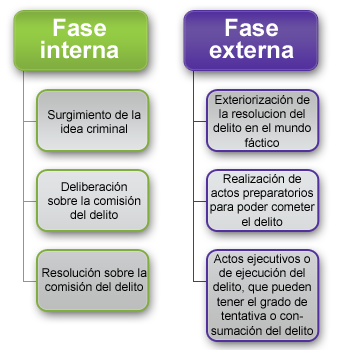 Fase
interna
Surgimiento de la
idea criminal
Deliberación
sobre la comisión
del delito
Resolución sobre la
comisión del delito
Fase
externa
Exteriorización de
la resolucion del
delito en el mundo
fáctico
Realización de
actos preparatorios
para poder cometer
el delito
Actos ejecutivos o
de ejecución del
delito, que pueden
tener el grado de
tentativa o con-
sumación del delito